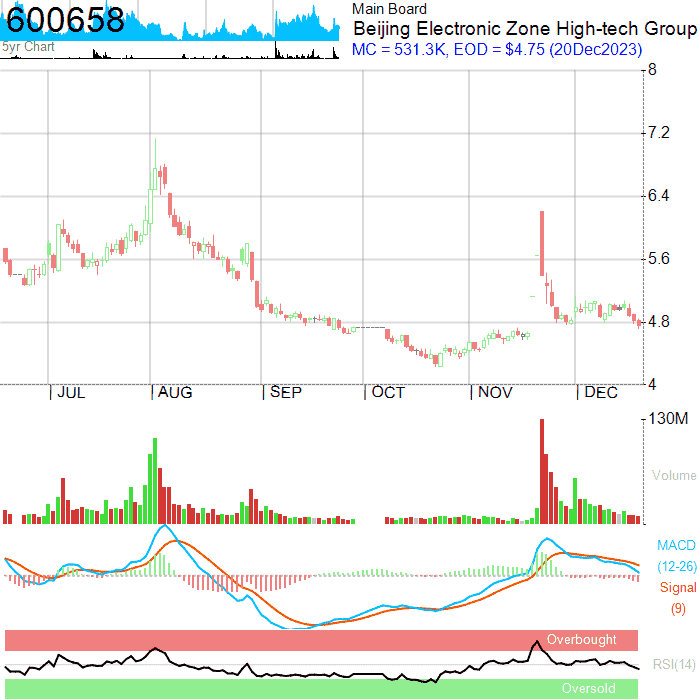 600658
5yr Chart
Main Board
Beijing Electronic Zone High-tech Group
MC = 531.3K, EOD = $4.75 (20Dec2023)
8
7.2
6.4
5.6
4.8
4
JUL AUG SEP OCT NOV DEC
130M
Volume
MACD
(12-26)
Signal
(9)
Overbought
RSI(14)
Oversold